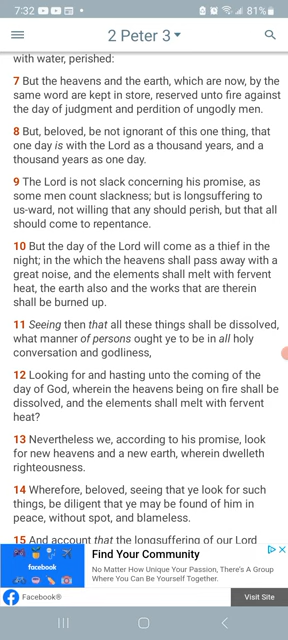 7:32
81%
2 Peter 3
with water, perished:
7 But the heavens and the earth, which are now, by the
same word are kept in store, reserved unto fire against
the day of judgment and perdition of ungodly men.
8 But, beloved, be not ignorant of this one thing, that
one day is with the Lord as a thousand years, and a
thousand years as one day.
9 The Lord is not slack concerning his promise, as
some men count slackness; but is longsuffering to
us-ward, not willing that any should perish, but that all
should come to repentance.
10 But the day of the Lord will come as a thief in the
night; in the which the heavens shall pass away with a
great noise, and the elements shall melt with fervent
heat, the earth also and the works that are therein
shall be burned up.
11 Seeing then that all these things shall be dissolved,
what manner of persons ought ye to be in all holy
conversation and godliness,
12 Looking for and hasting unto the coming of the
day of God, wherein the heavens being on fire shall be
dissolved, and the elements shall melt with fervent
heat?
13 Nevertheless we, according to his promise, look
for new heavens and a new earth, wherein dwelleth
righteousness.
14 Wherefore, beloved, seeing that ye look for such
things, be diligent that ye may be found of him in
peace, without spot, and blameless.
15 And account that the longsuffering of our Lord
facebook
Find Your Community
No Matter How Unique Your Passion, There's A Group
Where You Can Be Yourself Together.
Facebook®
Visit Site